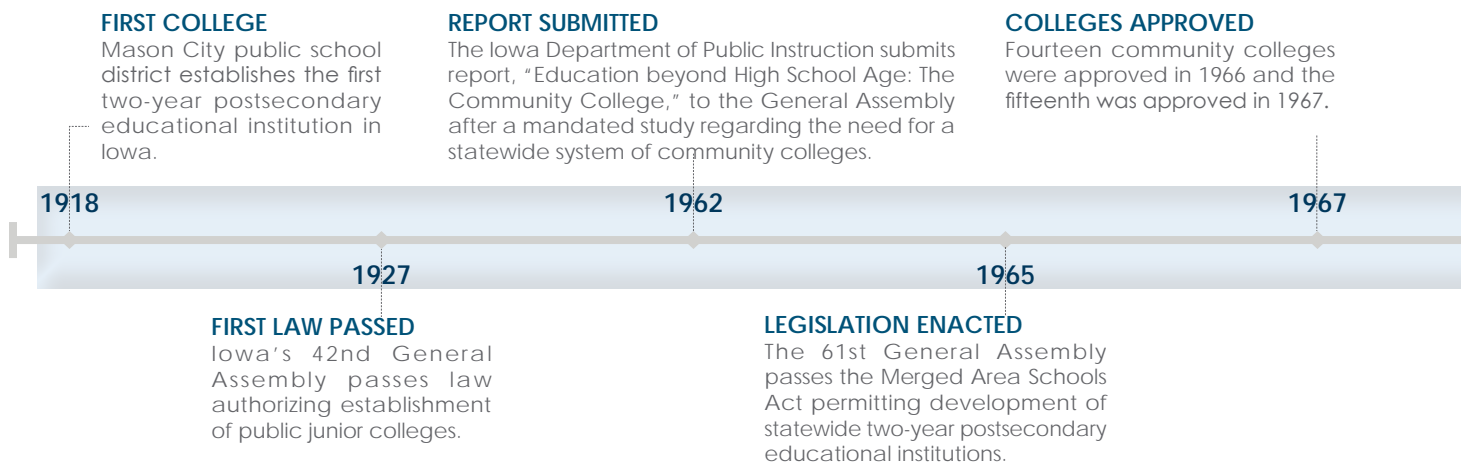 FIRST COLLEGE
Mason City public school
district establishes the first
two-year postsecondary
educational institution in
Iowa.
REPORT SUBMITTED
The Iowa Department of Public Instruction submits
report, "Education beyond High School Age: The
Community College," to the General Assembly
after a mandated study regarding the need for a
statewide system of community colleges.
COLLEGES APPROVED
Fourteen community colleges
were approved in 1966 and the
fifteenth was approved in 1967.
1918
1962
1967
1927
1965
FIRST LAW PASSED
Iowa's 42nd General
Assembly passes law
authorizing establishment
of public junior colleges.
LEGISLATION ENACTED
The 61st General Assembly
passes the Merged Area Schools
Act permitting development of
statewide two-year postsecondary
educational institutions.